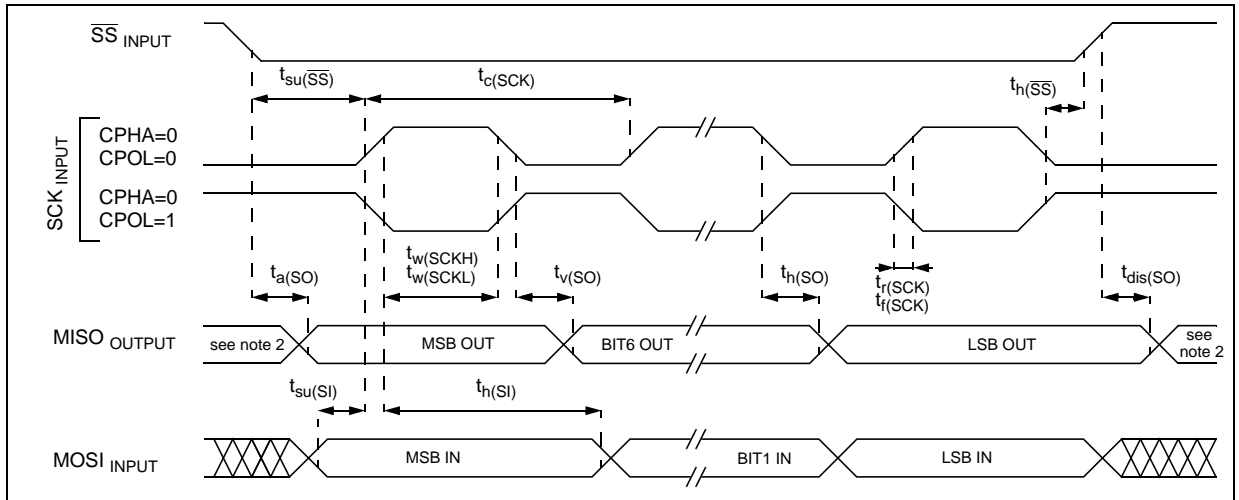 SS INPUT
tsu(SS)
tc(SCK)
th(SS)
SCK INPUT
CPHA=0
CPOL=0
CPHA=0
CPOL=1
ta(SO)
tw(SCKH)
tw(SCKL)
tv(SO)
th(SO)
tr(SCK)
tf(SCK)
tdis(SO)
MISO OUTPUT
see note 2
MSB OUT
BIT6 OUT
LSB OUT
see
note 2
tsu(SI)
th(SI)
MOSI INPUT
MSB IN
BIT1 IN
LSB IN